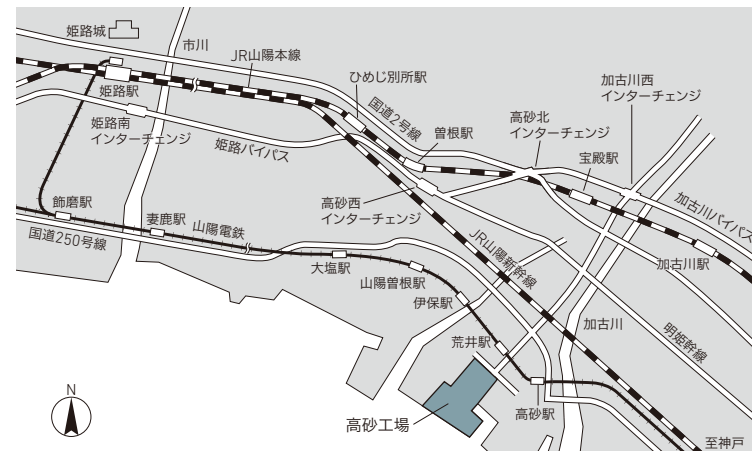 姫路城
市川
JR山陽本線
ひめじ別所駅
国道2号線
加古川西
インターチェンジ
高砂北
インターチェンジ
曽根駅
宝殿駅
姫路駅
姫路南
インターチェンジ
姫路バイパス
高砂西
インターチェンジ
加古川バイパス
飾磨駅
妻鹿駅
山陽電鉄
国道250号線
JR山陽新幹線
加古川駅
大塩駅
山陽曽根駅
伊保駅
加古川
明姫幹線
荒井駅
N
高砂工場
高砂駅
至神戸